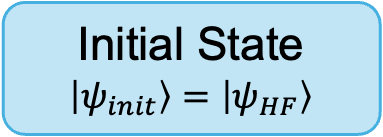 Initial State
|ψ_init⟩ = |ψ_HF⟩